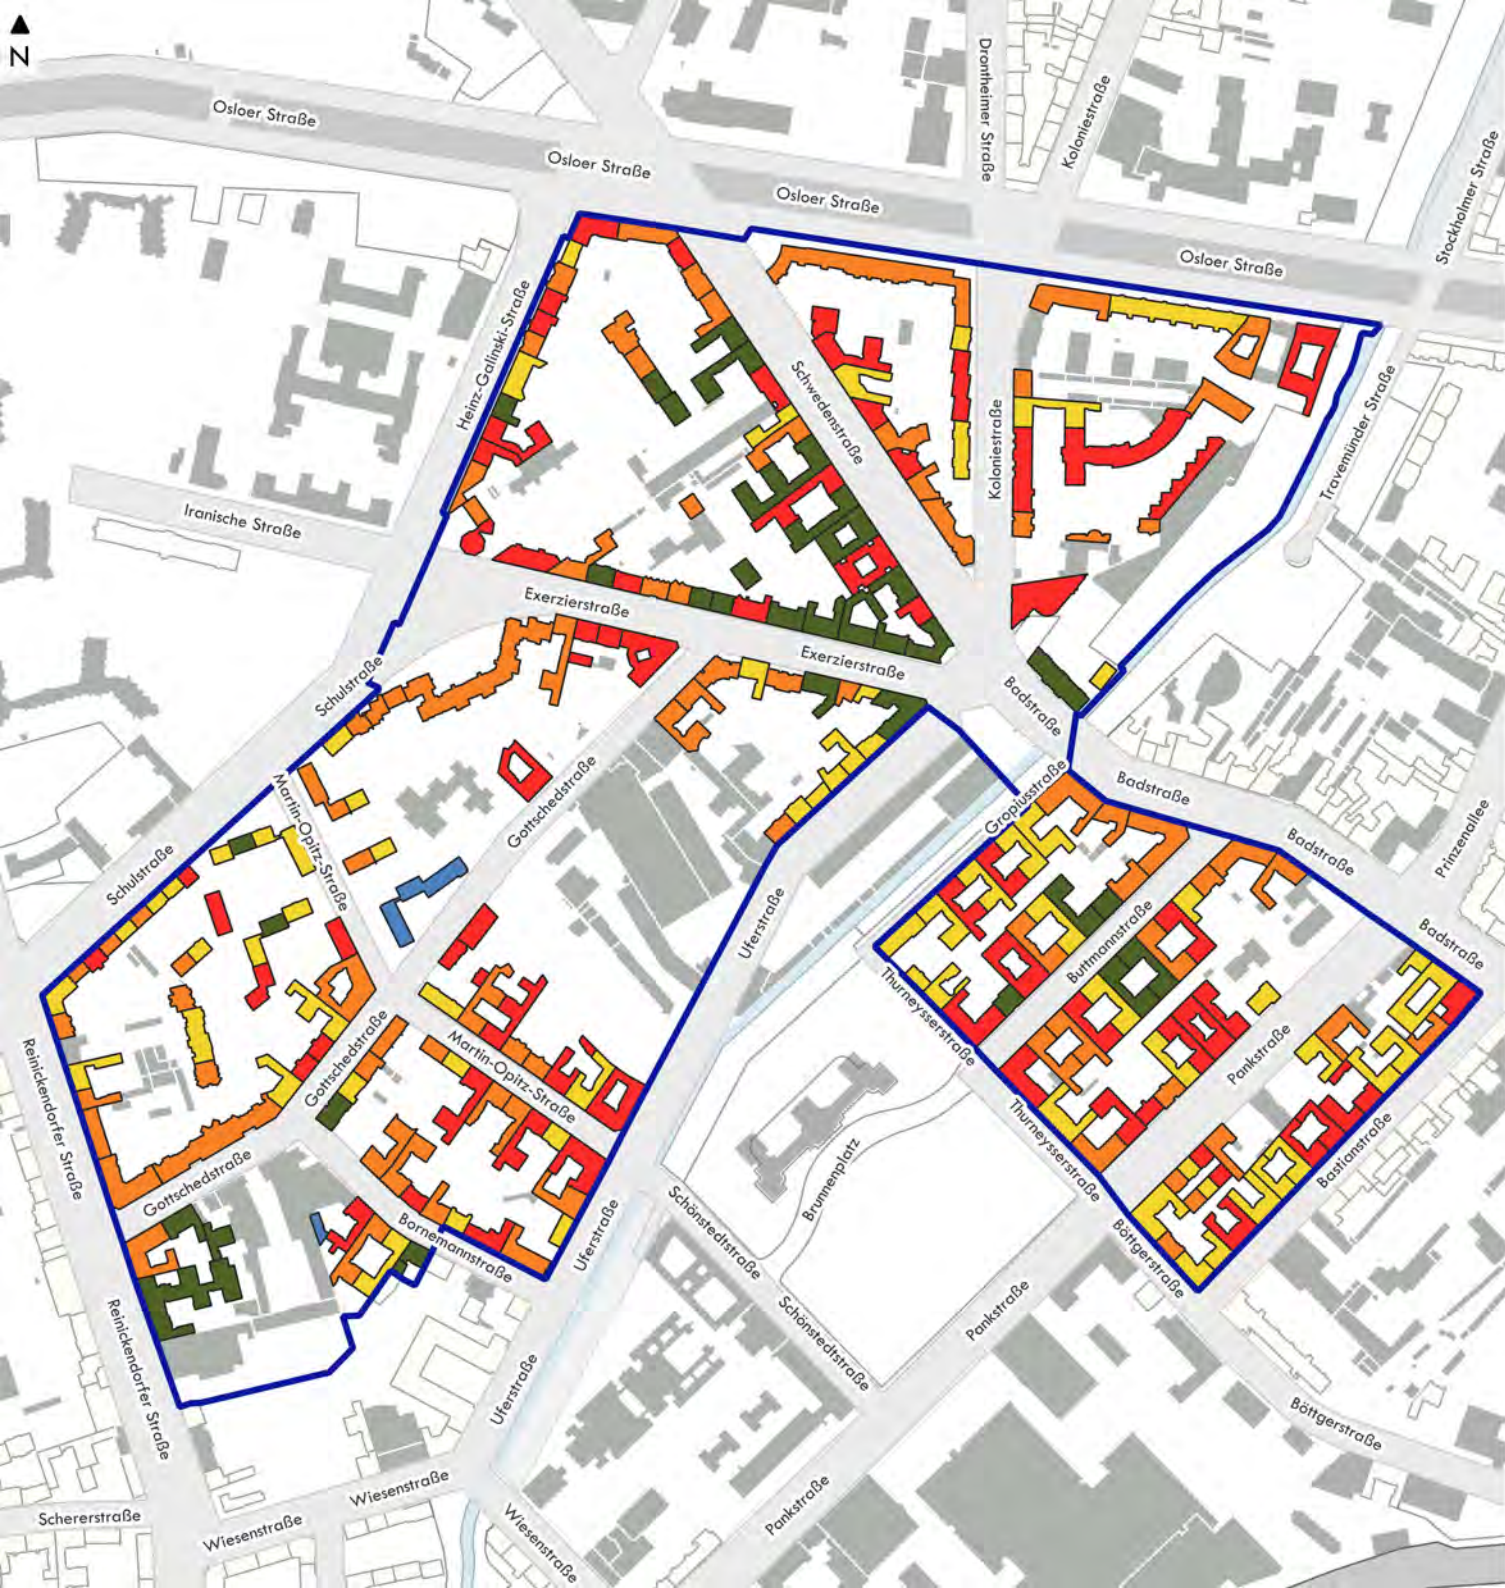 N
Osloer Straße
Osloer Straße
Osloer Straße
Osloer Straße
Drontheimer Straße
Koloniestraße
Stockholmer Straße
Heinz-Galinski-Straße
Schwedenstraße
Koloniestraße
Travemünder Straße
Iranische Straße
Exerzierstraße
Exerzierstraße
Schulstraße
Badstraße
Badstraße
Badstraße
Badstraße
Prinzenallee
Gropiusstraße
Martin-Opitz-Straße
Gottschedstraße
Schulstraße
Uferstraße
Buttmannstraße
Thurneysserstraße
Pankstraße
Gottschedstraße
Martin-Opitz-Straße
Reinickendorfer Straße
Thurneysserstraße
Bastianstraße
Gottschedstraße
Brunnenplatz
Bornemannstraße
Uferstraße
Schönstedtstraße
Böttgerstraße
Pankstraße
Schönstedtstraße
Reinickendorfer Straße
Uferstraße
Böttgerstraße
Wiesenstraße
Pankstraße
Schererstraße
Wiesenstraße
Wiesenstraße